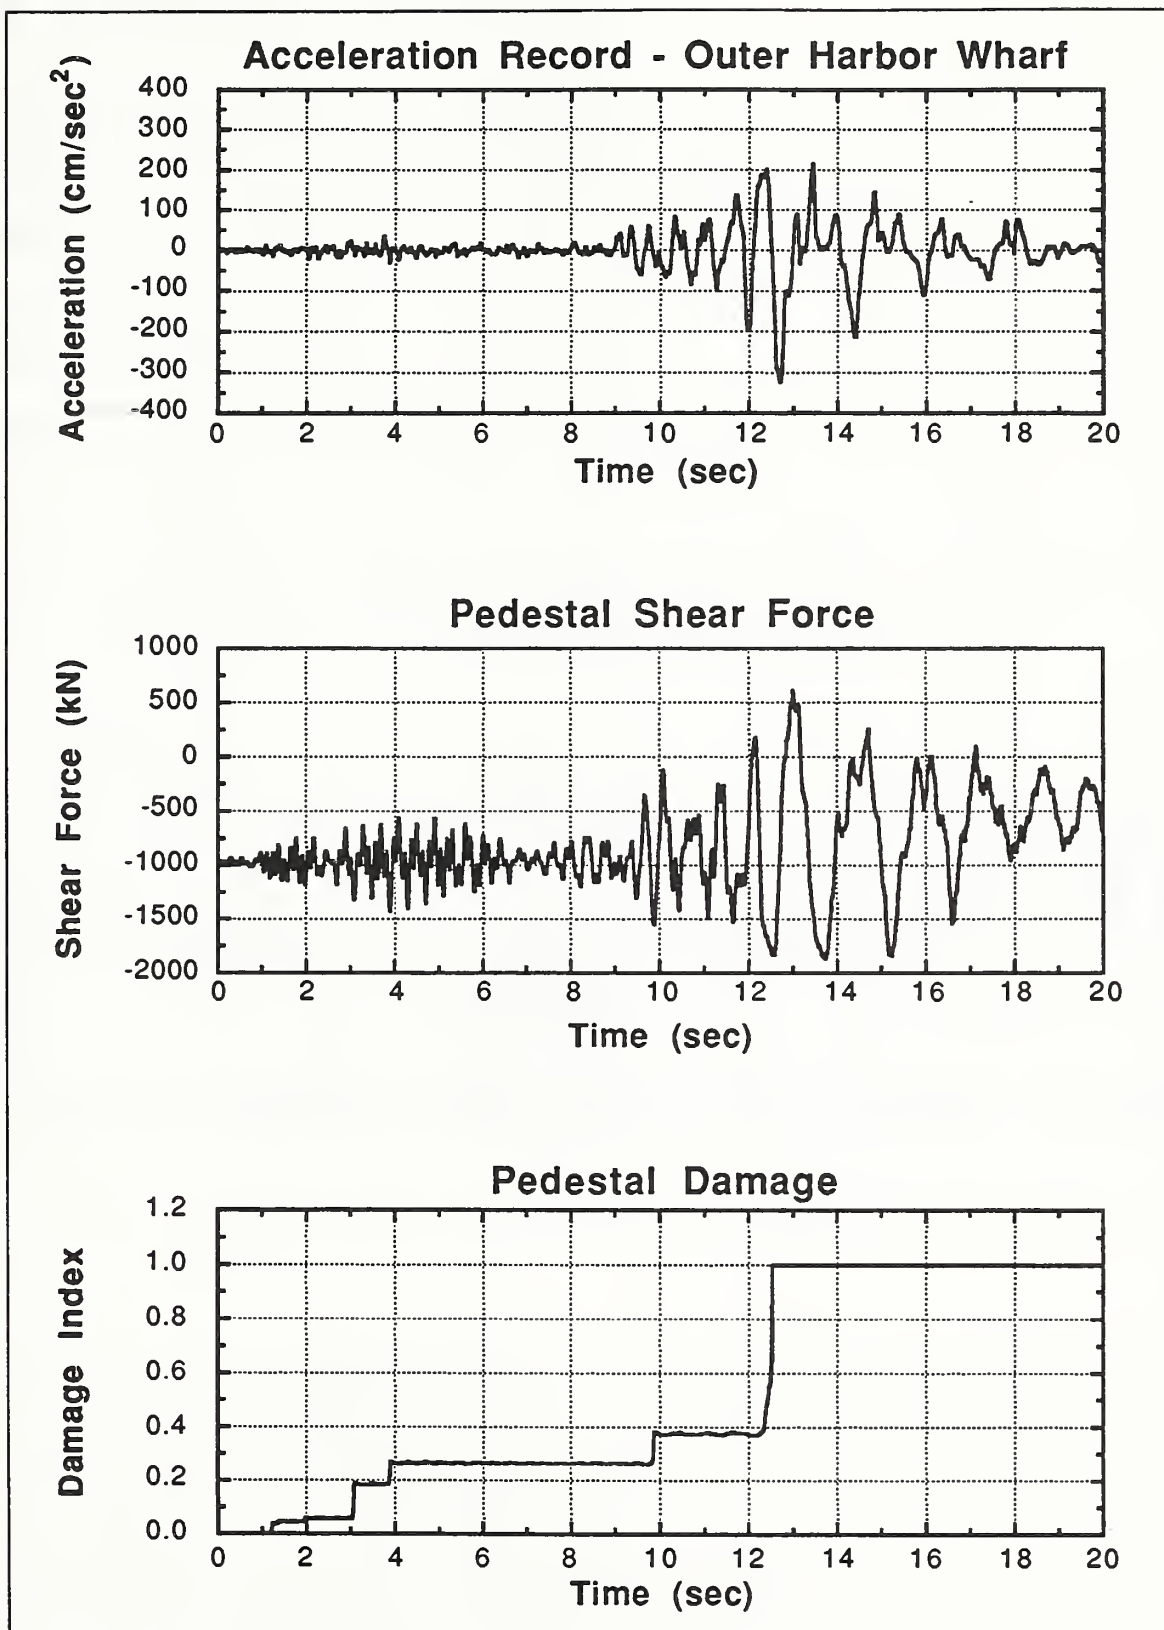 Acceleration Record - Outer Harbor Wharf
Acceleration (cm/sec²)
400
300
200
100
0
-100
-200
-300
-400
0 2 4 6 8 10 12 14 16 18 20
Time (sec)
Pedestal Shear Force
Shear Force (kN)
1000
500
0
-500
-1000
-1500
-2000
0 2 4 6 8 10 12 14 16 18 20
Time (sec)
Pedestal Damage
Damage Index
1.2
1.0
0.8
0.6
0.4
0.2
0.0
0 2 4 6 8 10 12 14 16 18 20
Time (sec)